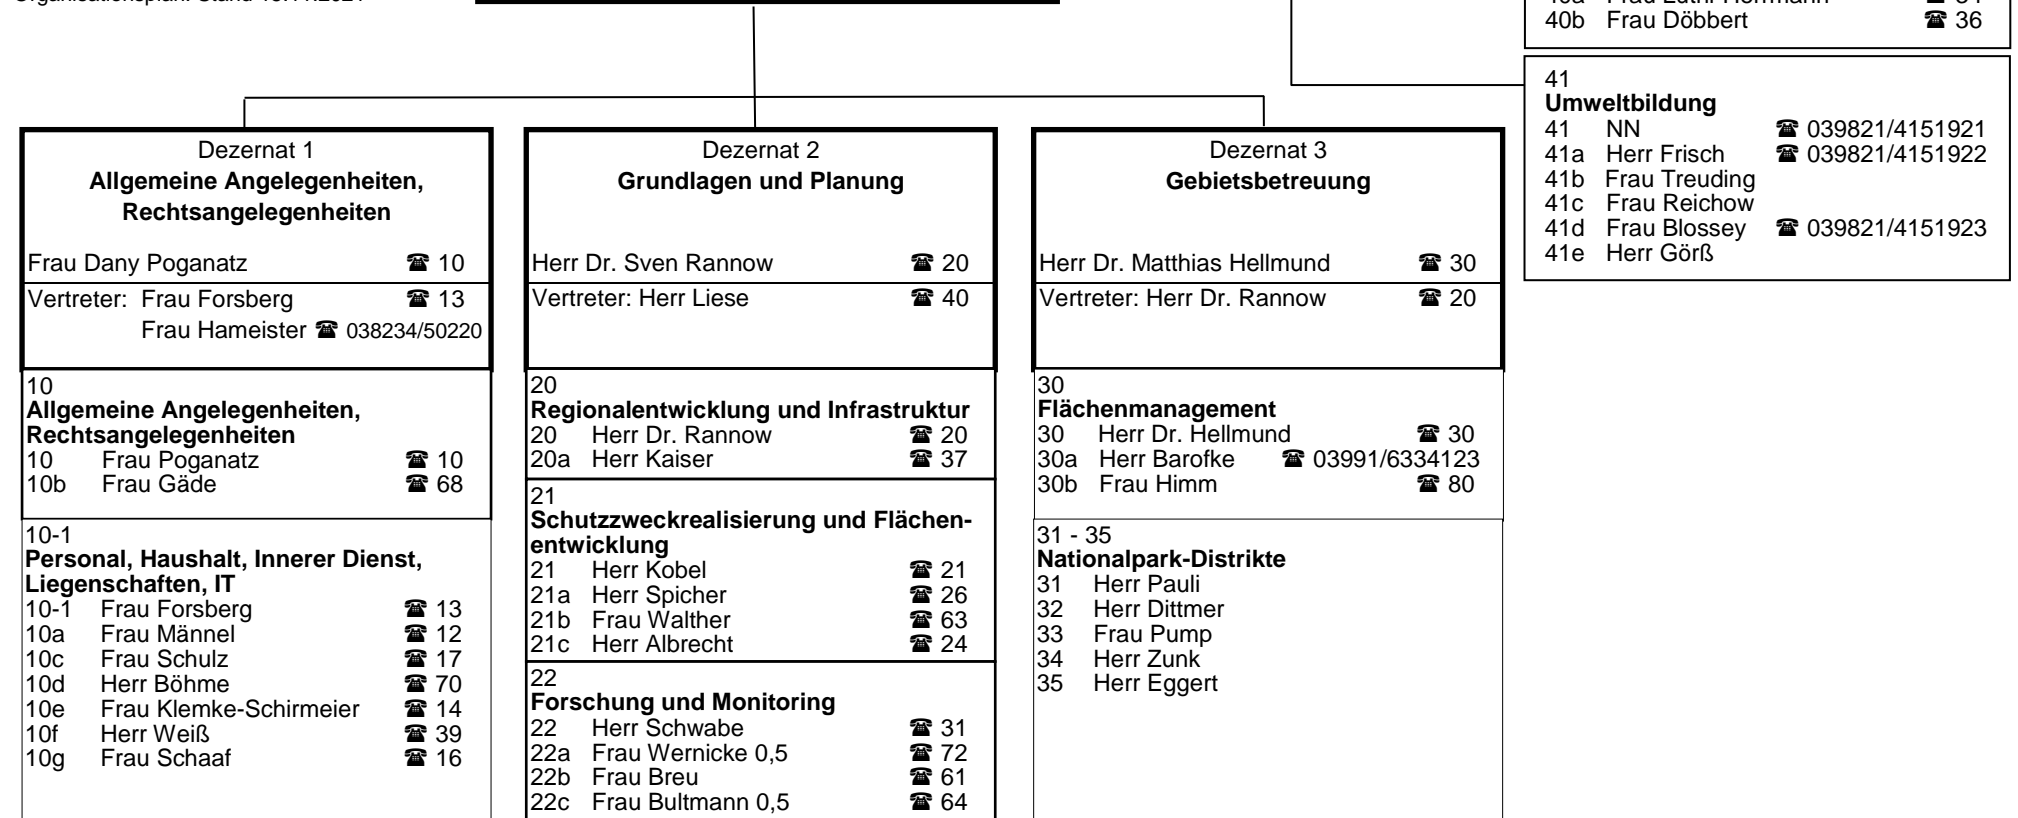 40b Frau Döbbert ☎ 36
41
Umweltbildung
41 NN ☎ 039821/4151921
41a Herr Frisch ☎ 039821/4151922
41b Frau Treuding
41c Frau Reichow
41d Frau Blossey ☎ 039821/4151923
41e Herr Görß
Dezernat 1
Allgemeine Angelegenheiten,
Rechtsangelegenheiten
Frau Dany Poganatz ☎ 10
Vertreter: Frau Forsberg ☎ 13
Frau Hameister ☎ 038234/50220
10
Allgemeine Angelegenheiten,
Rechtsangelegenheiten
10 Frau Poganatz ☎ 10
10b Frau Gäde ☎ 68
10-1
Personal, Haushalt, Innerer Dienst,
Liegenschaften, IT
10-1 Frau Forsberg ☎ 13
10a Frau Männel ☎ 12
10c Frau Schulz ☎ 17
10d Herr Böhme ☎ 70
10e Frau Klemke-Schirmeier ☎ 14
10f Herr Weiß ☎ 39
10g Frau Schaaf ☎ 16
Dezernat 2
Grundlagen und Planung
Herr Dr. Sven Rannow ☎ 20
Vertreter: Herr Liese ☎ 40
20
Regionalentwicklung und Infrastruktur
20 Herr Dr. Rannow ☎ 20
20a Herr Kaiser ☎ 37
21
Schutzzweckrealisierung und Flächen-
entwicklung
21 Herr Kobel ☎ 21
21a Herr Spicher ☎ 26
21b Frau Walther ☎ 63
21c Herr Albrecht ☎ 24
22
Forschung und Monitoring
22 Herr Schwabe ☎ 31
22a Frau Wernicke 0,5 ☎ 72
22b Frau Breu ☎ 61
22c Frau Bultmann 0,5 ☎ 64
Dezernat 3
Gebietsbetreuung
Herr Dr. Matthias Hellmund ☎ 30
Vertreter: Herr Dr. Rannow ☎ 20
30
Flächenmanagement
30 Herr Dr. Hellmund ☎ 30
30a Herr Barofke ☎ 03991/6334123
30b Frau Himm ☎ 80
31 - 35
Nationalpark-Distrikte
31 Herr Pauli
32 Herr Dittmer
33 Frau Pump
34 Herr Zunk
35 Herr Eggert